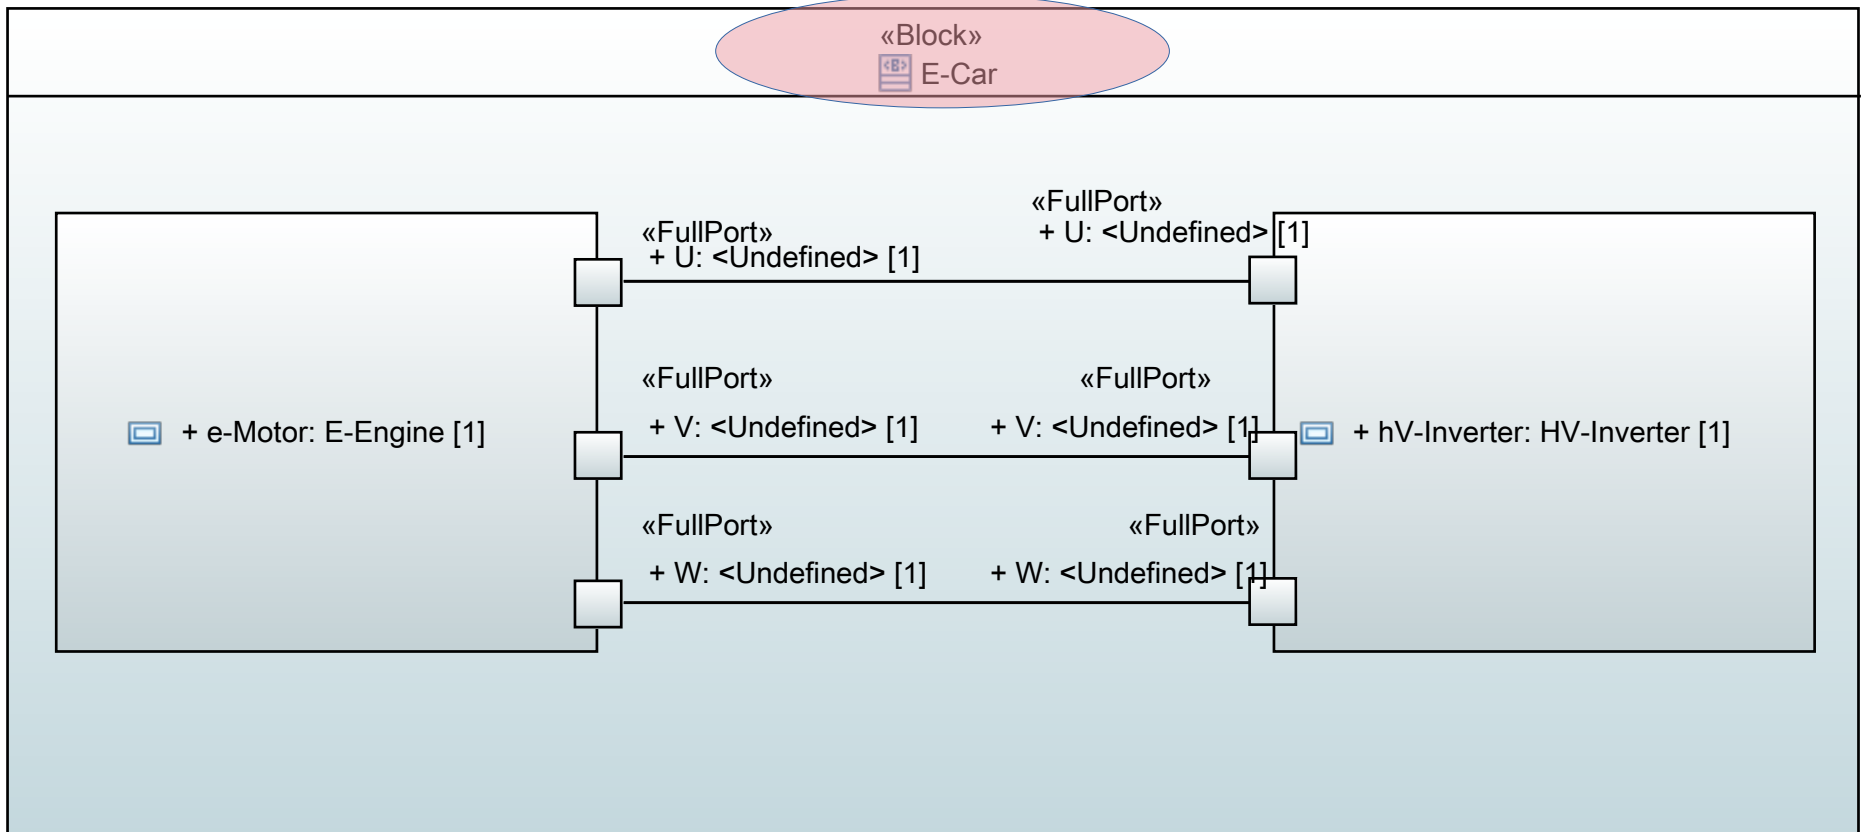 «Block»
E-Car
«FullPort»
+ U: <Undefined> [1]
«FullPort»
+ U: <Undefined> [1]
«FullPort»
+ V: <Undefined> [1]
«FullPort»
+ V: <Undefined> [1]
+ e-Motor: E-Engine [1]
+ hV-Inverter: HV-Inverter [1]
«FullPort»
+ W: <Undefined> [1]
«FullPort»
+ W: <Undefined> [1]